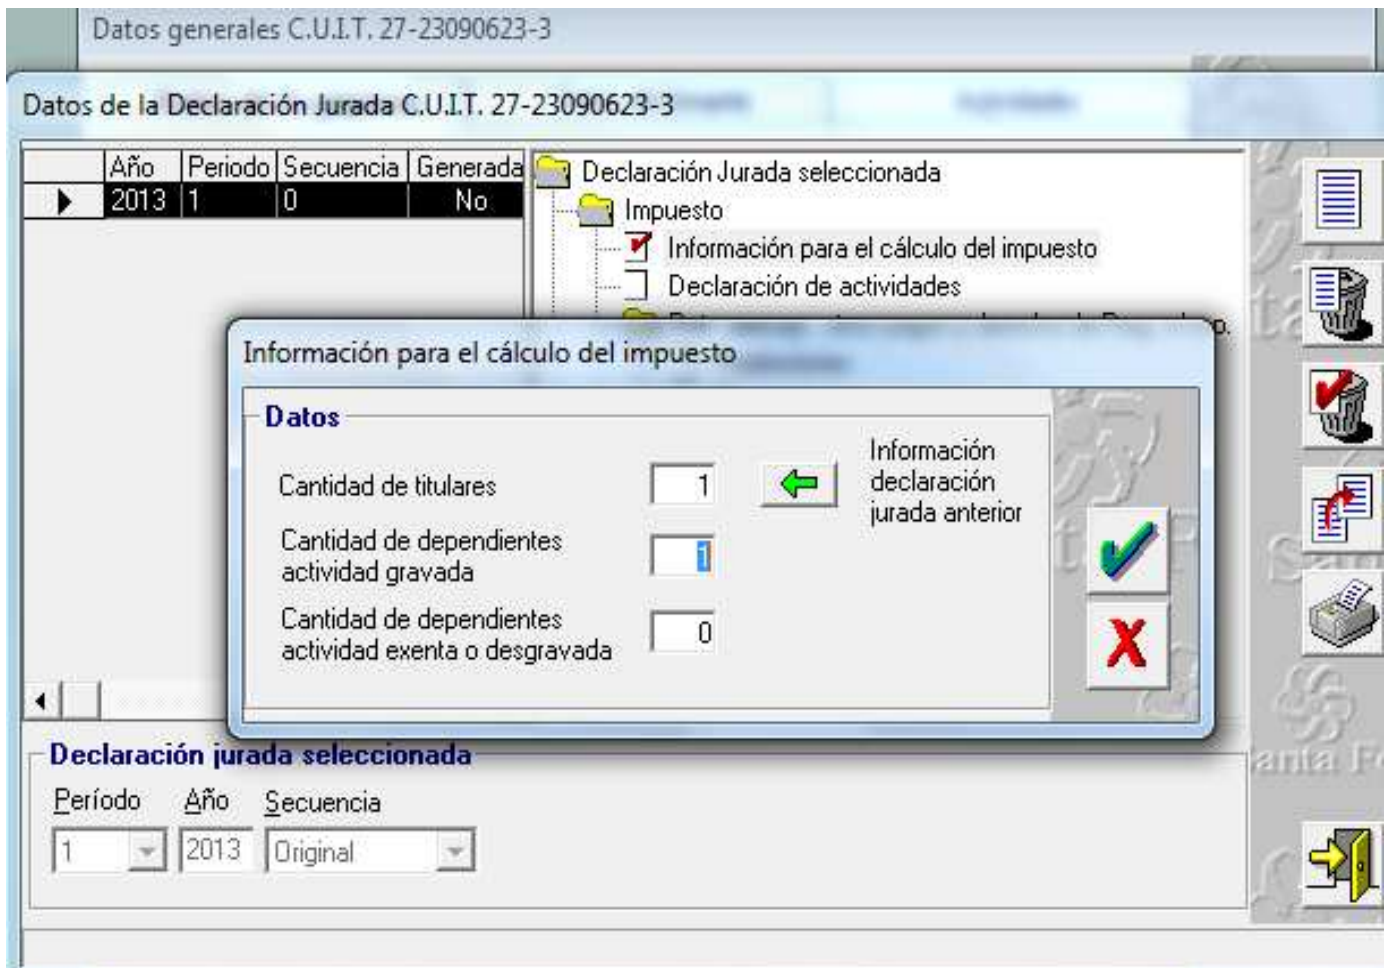 Datos generales C.U.I.T. 27-23090623-3
Datos de la Declaración Jurada C.U.I.T. 27-23090623-3
Año Periodo Secuencia Generada
2013 1 0 No
Declaración Jurada seleccionada
Impuesto
Información para el cálculo del impuesto
Declaración de actividades
Información para el cálculo del impuesto
Datos
Cantidad de titulares 1
Información
declaración
jurada anterior
Cantidad de dependientes
actividad gravada 1
Cantidad de dependientes
actividad exenta o desgravada 0
Declaración jurada seleccionada
Período Año Secuencia
1 2013 Original